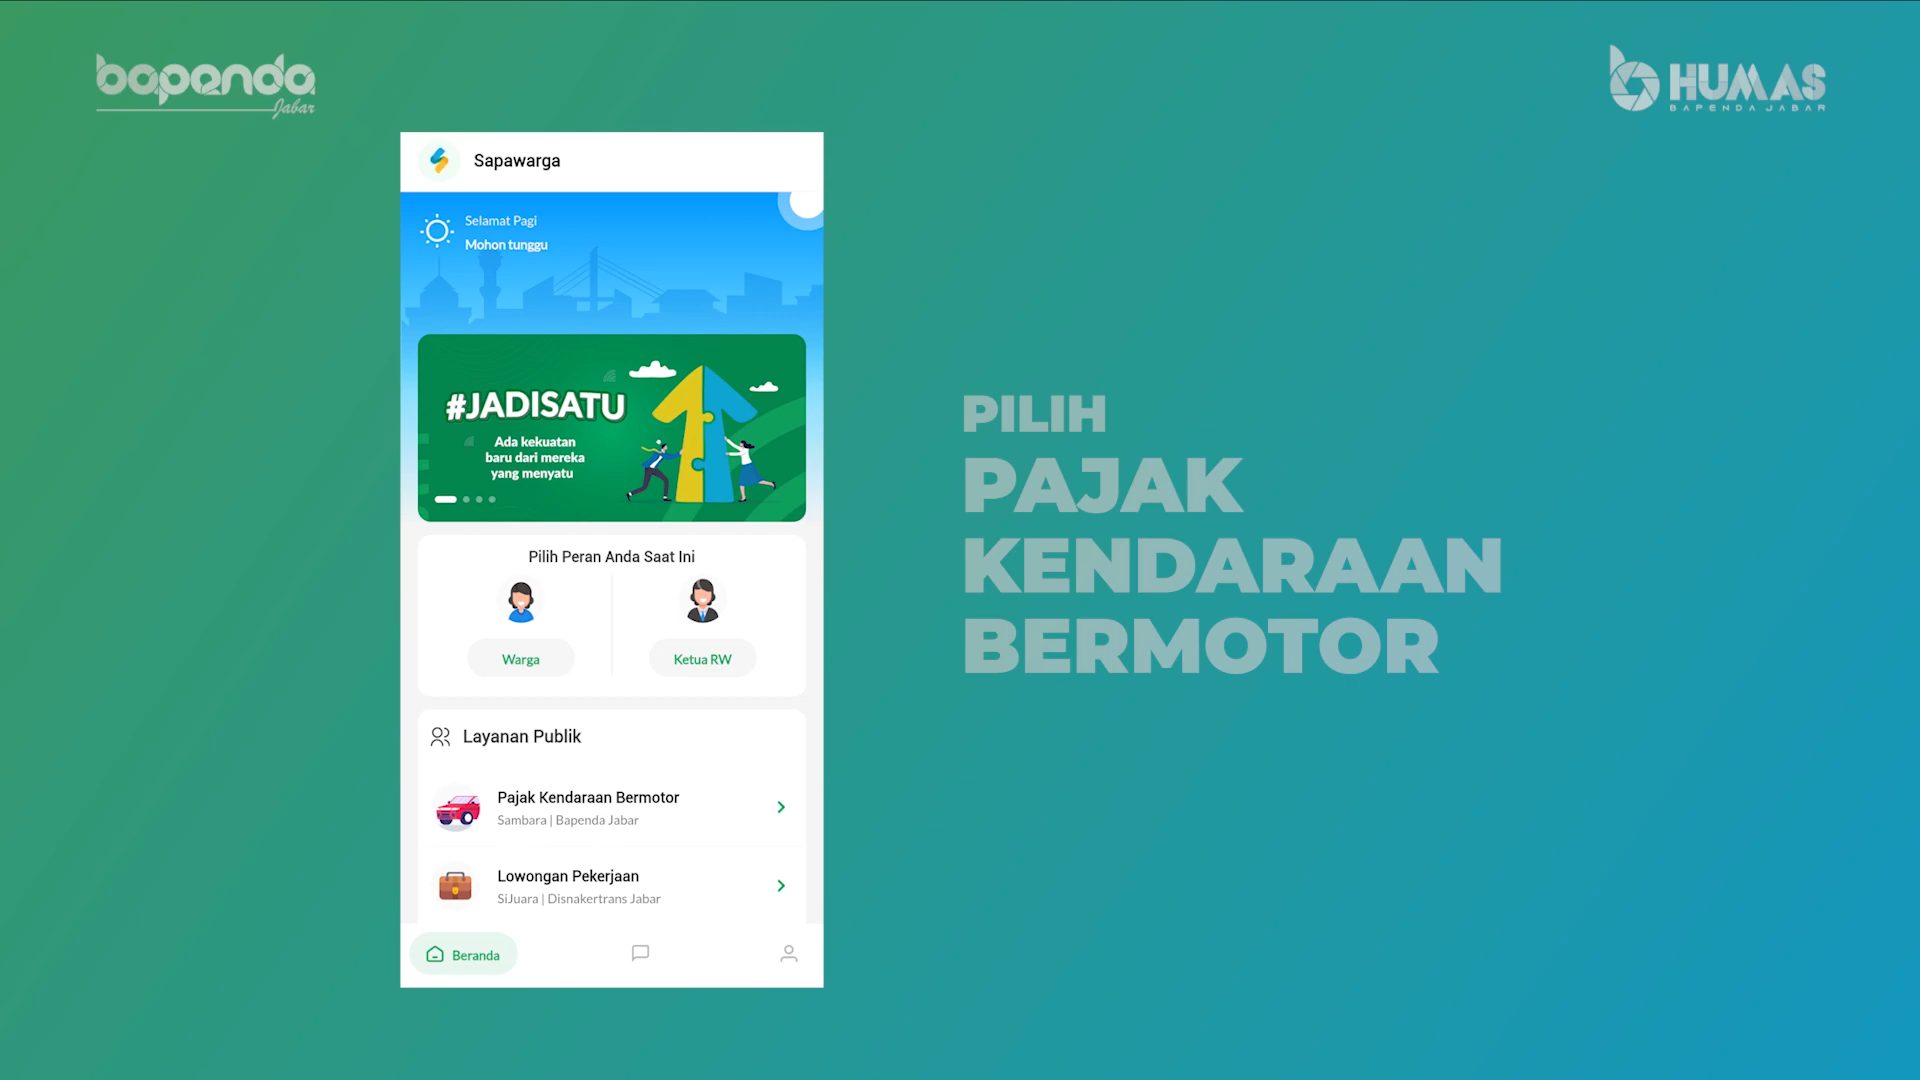 bapenda
Jabar
HUMAS
BAPENDA JABAR
Sapawarga
Selamat Pagi
Mohon tunggu
#JADISATU
Ada kekuatan
baru dari mereka
yang menyatu
Pilih Peran Anda Saat Ini
Warga
Ketua RW
Layanan Publik
Pajak Kendaraan Bermotor
Sambara | Bapenda Jabar
Lowongan Pekerjaan
SiJuara | Disnakertrans Jabar
Beranda
PILIH
PAJAK
KENDARAAN
BERMOTOR